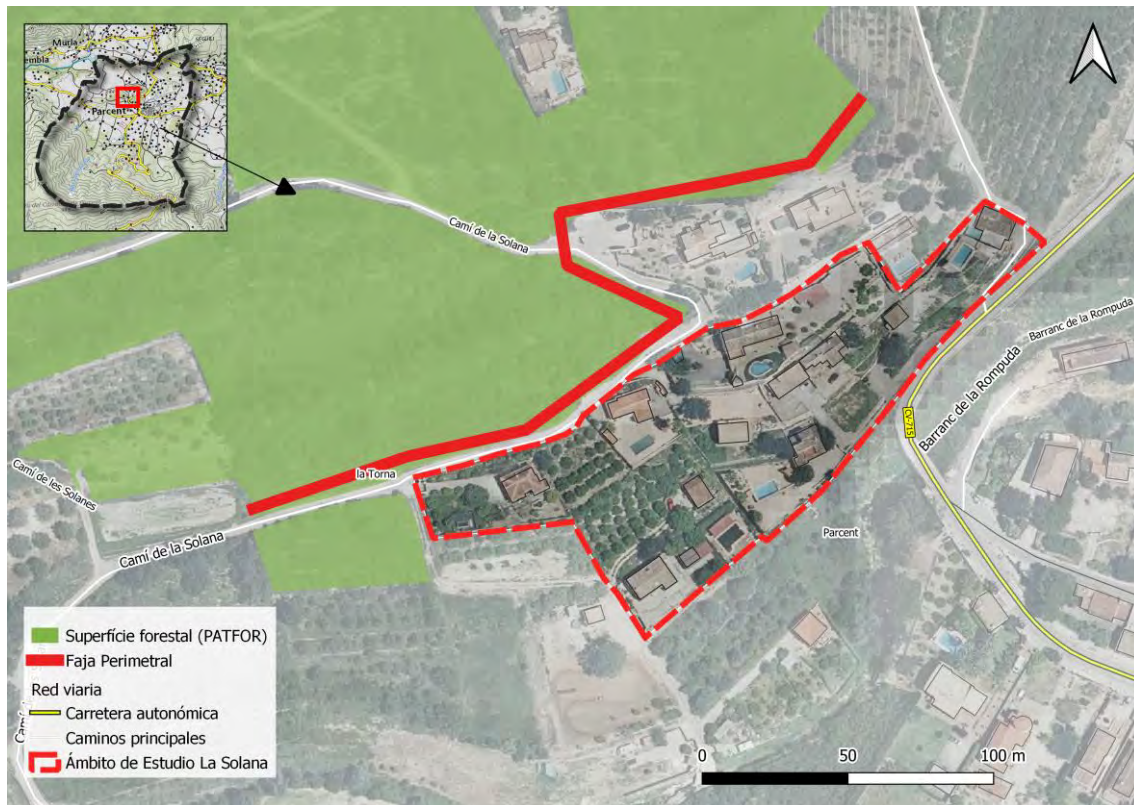 Murla
Parcent
Camí de la Solana
Barranc de la Rompuda
Barranc de la Rompuda
CV-715
la Torna
Camí de les Solanes
Camí de la Solana
Parcent
Superfície forestal (PATFOR)
Faja Perimetral
Red viaria
Carretera autonómica
Caminos principales
Ámbito de Estudio La Solana
0 50 100 m